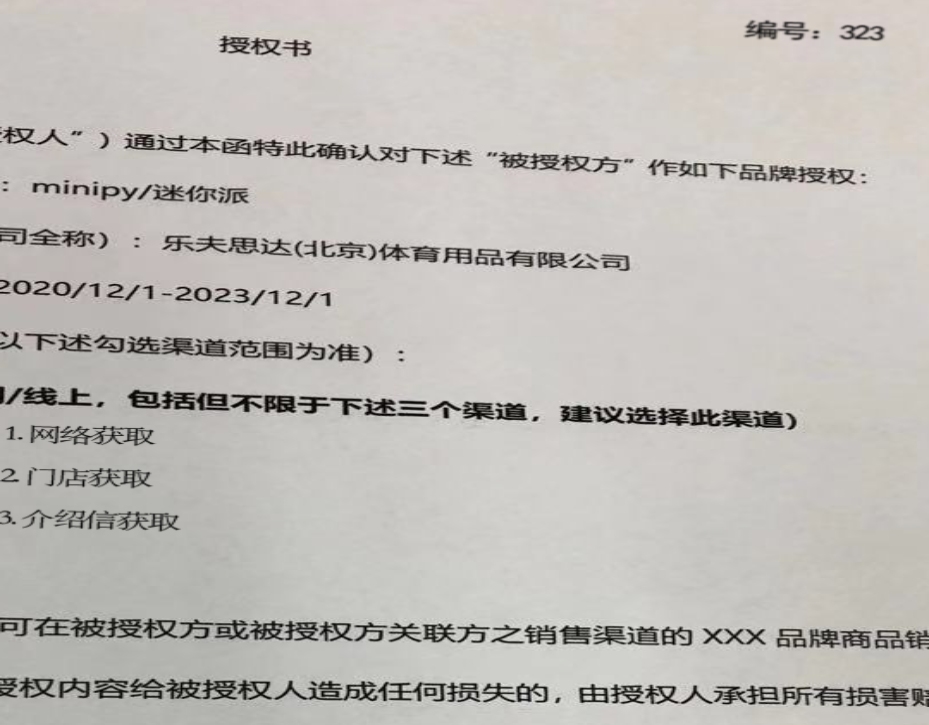 编号：323
授权书
权人”）通过本函特此确认对下述“被授权方”作如下品牌授权：
：minipy/迷你派
司全称）：乐夫思达(北京)体育用品有限公司
2020/12/1-2023/12/1
以下述勾选渠道范围为准）：
/线上，包括但不限于下述三个渠道，建议选择此渠道)
1. 网络获取
2 门店获取
3. 介绍信获取
可在被授权方或被授权方关联方之销售渠道的 XXX 品牌商品销
受权内容给被授权人造成任何损失的，由授权人承担所有损害赔